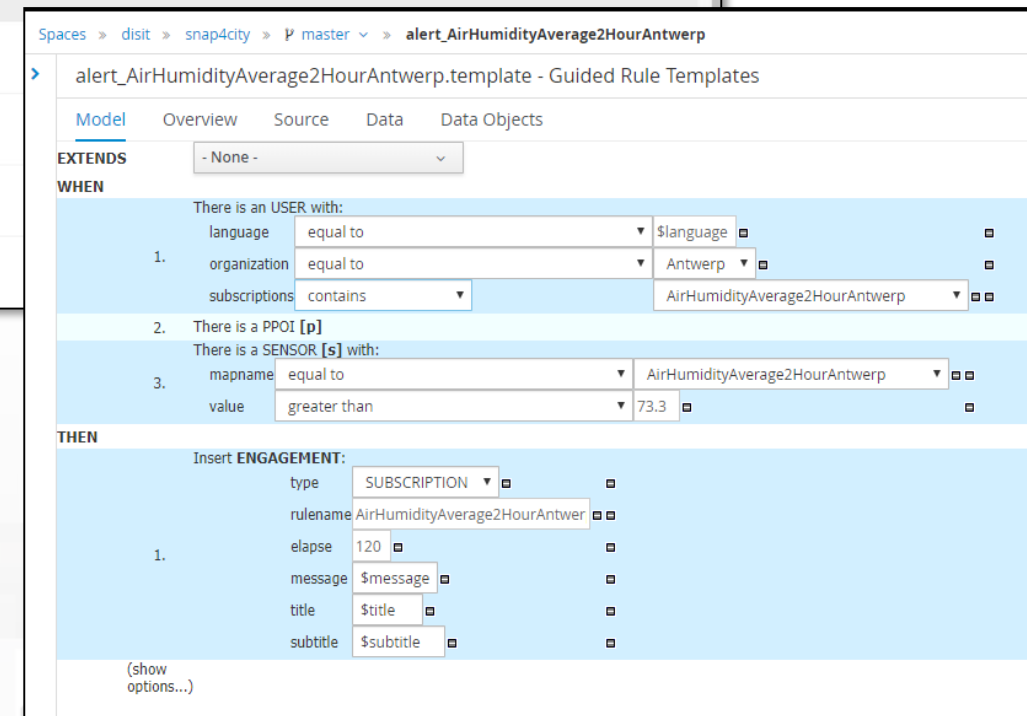 Spaces » disit » snap4city » master » alert_AirHumidityAverage2HourAntwerp
alert_AirHumidityAverage2HourAntwerp.template - Guided Rule Templates
Model Overview Source Data Data Objects
EXTENDS - None -
WHEN
There is an USER with:
language equal to $language
1.
organization equal to Antwerp
subscriptions contains AirHumidityAverage2HourAntwerp
2. There is a PPOI [p]
There is a SENSOR [s] with:
mapname equal to AirHumidityAverage2HourAntwerp
3.
value greater than 73.3
THEN
Insert ENGAGEMENT:
type SUBSCRIPTION
rulename AirHumidityAverage2HourAntwer
elapse 120
1.
message $message
title $title
subtitle $subtitle
(show
options...)